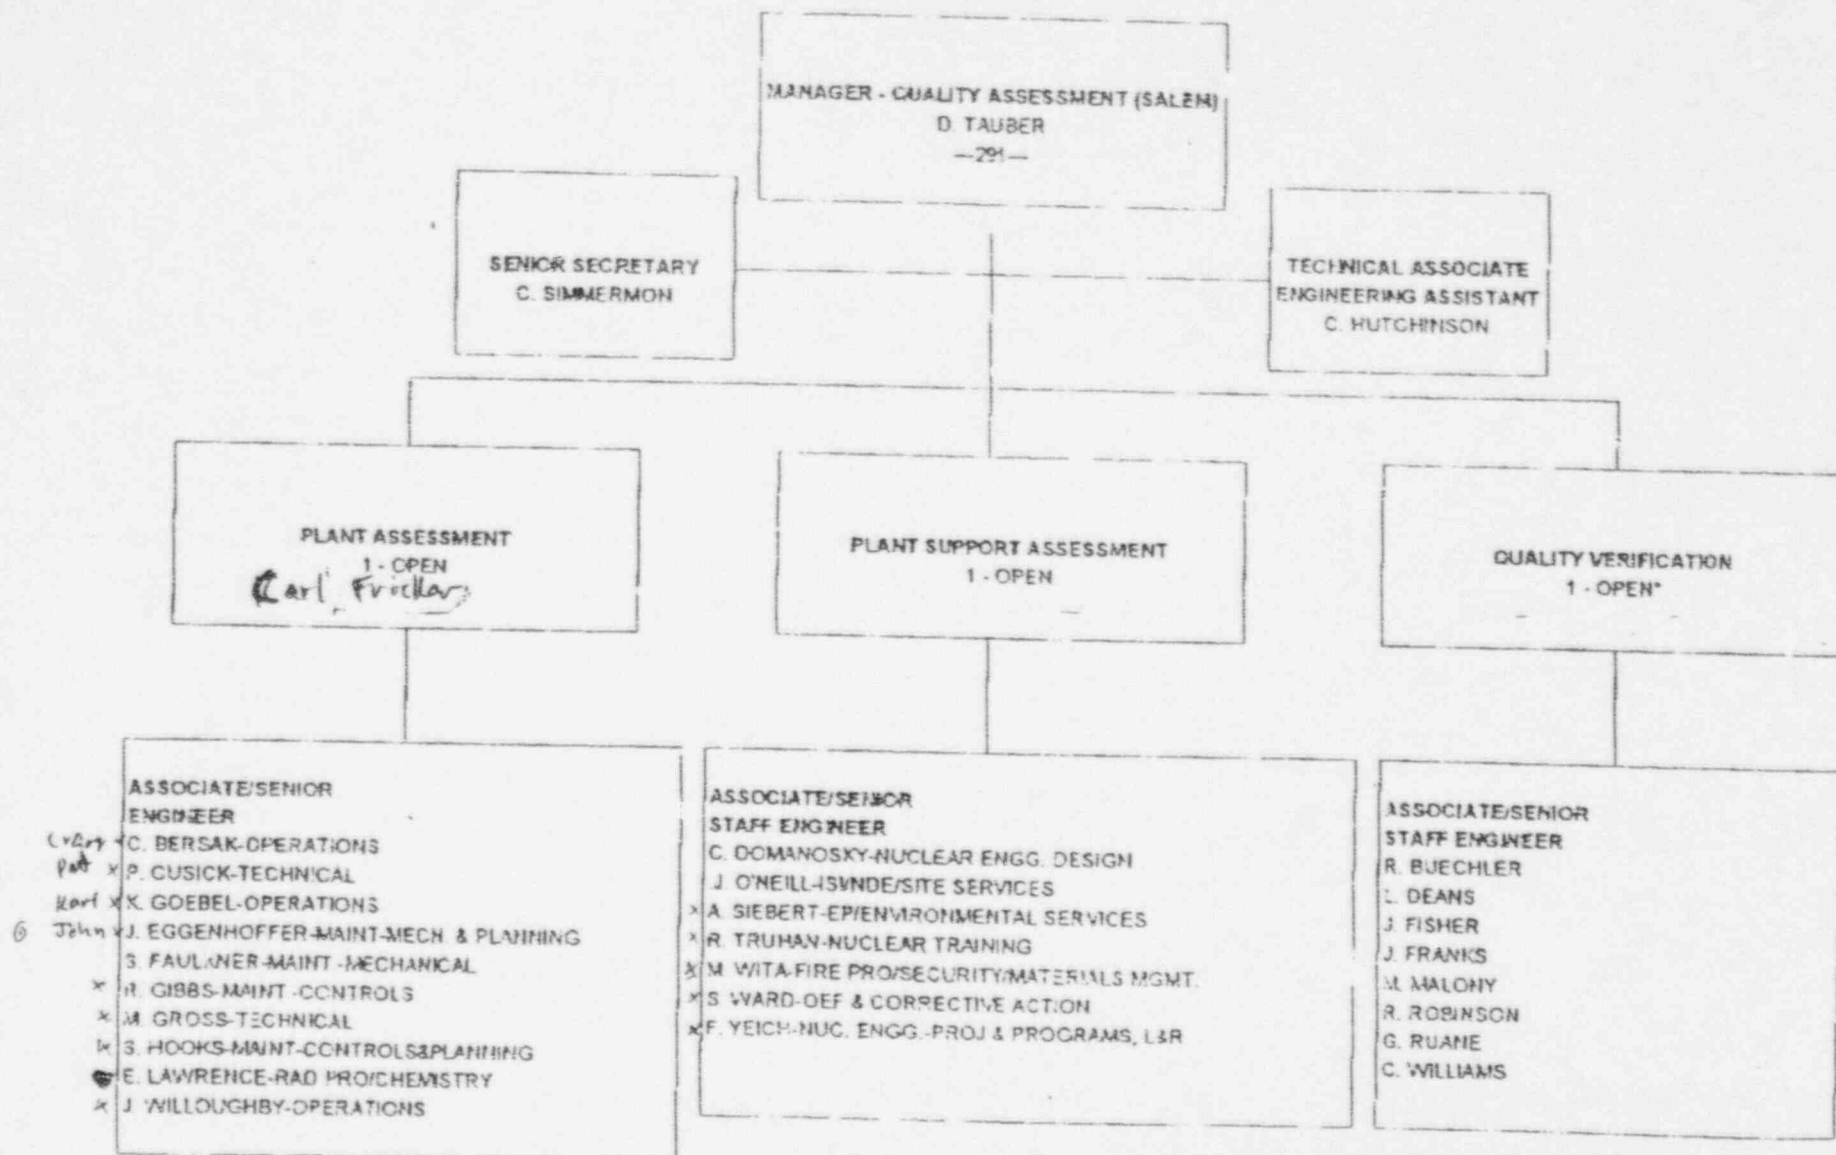 MANAGER - QUALITY ASSESSMENT (SALEM)
D. TAUBER
—291—
SENIOR SECRETARY
C. SIMMERMON
TECHNICAL ASSOCIATE
ENGINEERING ASSISTANT
C. HUTCHINSON
PLANT ASSESSMENT
1 - OPEN
Karl
PLANT SUPPORT ASSESSMENT
1 - OPEN
QUALITY VERIFICATION
1 - OPEN*
ASSOCIATE/SENIOR
ENGINEER
C. BERSAK-OPERATIONS
Pat x P. CUSICK-TECHNICAL
Karl x K. GOEBEL-OPERATIONS
John x J. EGGENHOFFER-MAINT-MECH & PLANNING
S. FAULKNER-MAINT-MECHANICAL
x R. GIBBS-MAINT-CONTROLS
x M. GROSS-TECHNICAL
x S. HOOKS-MAINT-CONTROLS&PLANNING
E. LAWRENCE-RAD PRO/CHEMISTRY
x J. WILLOUGHBY-OPERATIONS
ASSOCIATE/SENIOR
STAFF ENGINEER
C. DOMANOSKY-NUCLEAR ENGG. DESIGN
J. O'NEILL-ISI/NDE/SITE SERVICES
x A. SIEBERT-EP/ENVIRONMENTAL SERVICES
x R. TRUHAN-NUCLEAR TRAINING
x M. WITA-FIRE PRO/SECURITY/MATERIALS MGMT.
x S. WARD-OEF & CORRECTIVE ACTION
x F. YEICH-NUC. ENGG.-PROJ & PROGRAMS, L&R
ASSOCIATE/SENIOR
STAFF ENGINEER
R. BUECHLER
L. DEANS
J. FISHER
J. FRANKS
M. MALONY
R. ROBINSON
G. RUANE
C. WILLIAMS